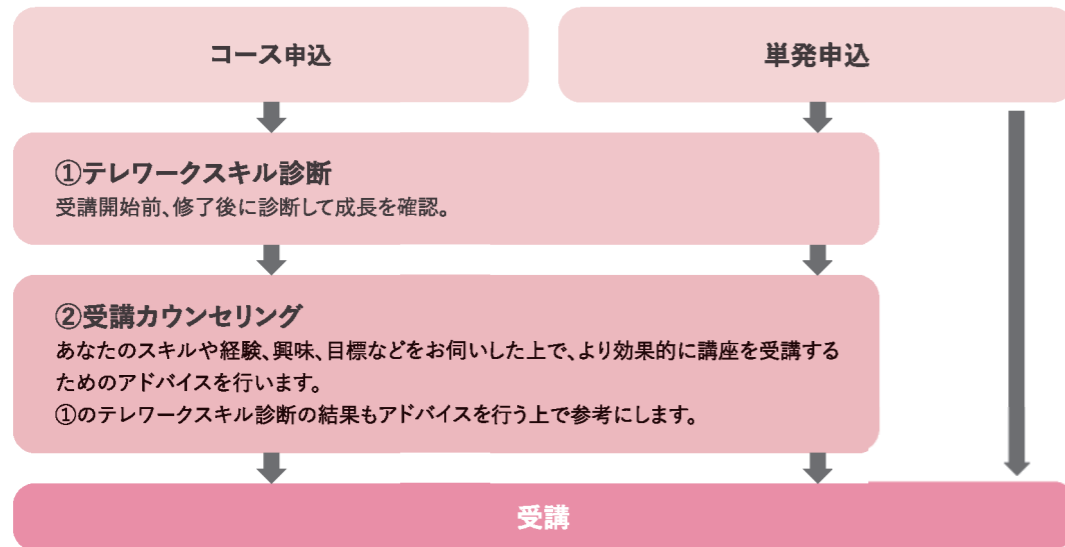 コース申込
単発申込
①テレワークスキル診断
受講開始前、修了後に診断して成長を確認。
②受講カウンセリング
あなたのスキルや経験、興味、目標などをお伺いした上で、より効果的に講座を受講する
ためのアドバイスを行います。
①のテレワークスキル診断の結果もアドバイスを行う上で参考にします。
受講